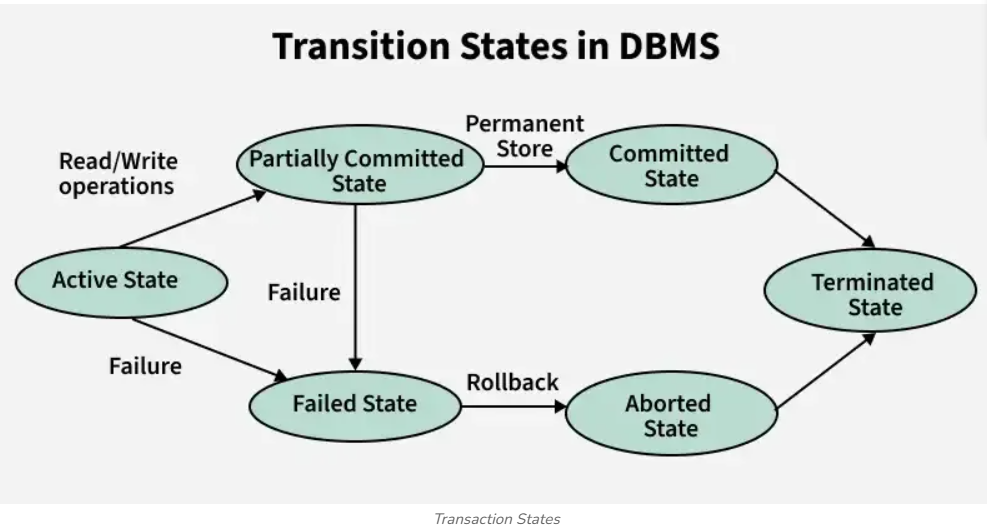 Transition States in DBMS
Permanent
Store
Read/Write
operations
Partially Committed
State
Committed
State
Active State
Failure
Terminated
State
Failure
Rollback
Failed State
Aborted
State
Transaction States